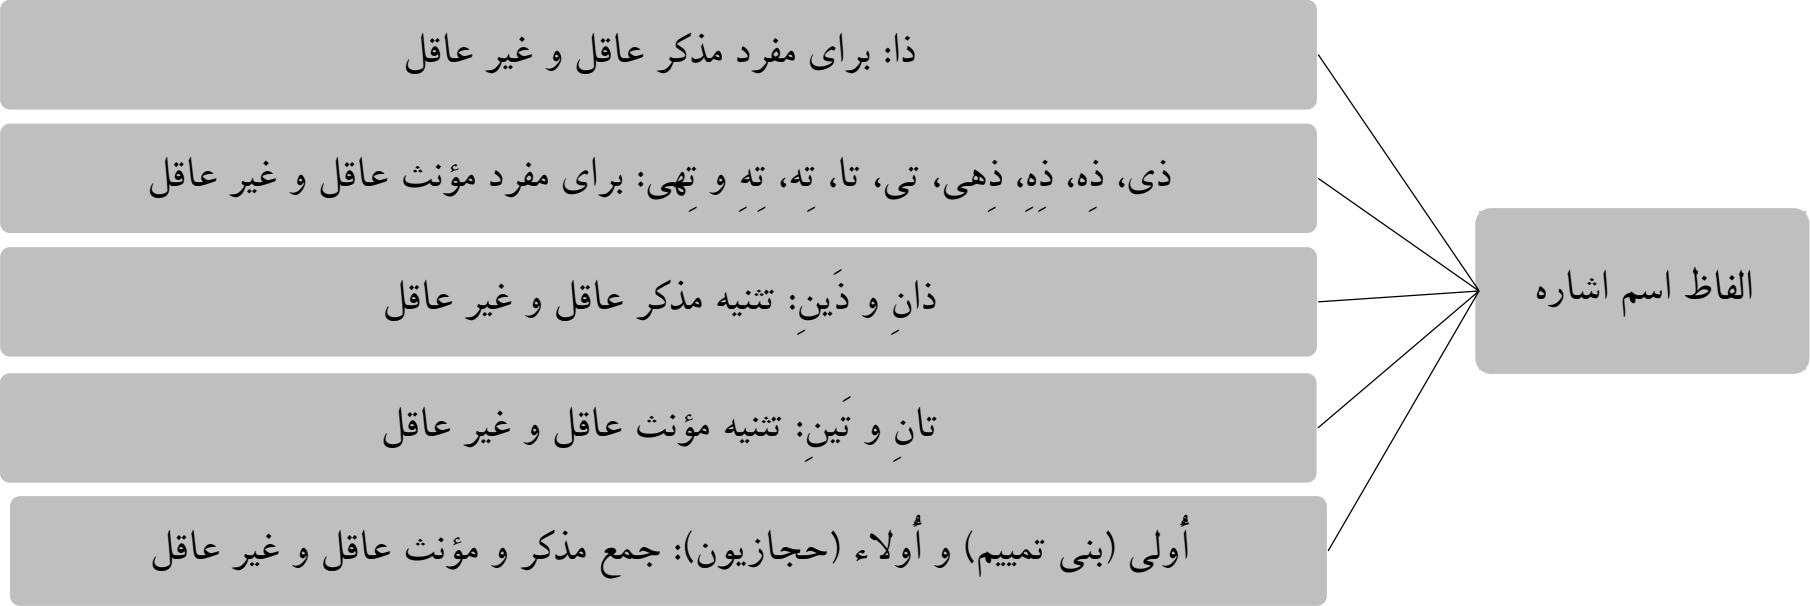 الفاظ اسم اشاره
ذا: برای مفرد مذکر عاقل و غیر عاقل
ذی، ذِه، ذِهِ، ذِهی، تی، تا، تِه، تِهِ و تِهی: برای مفرد مؤنث عاقل و غیر عاقل
ذانِ و ذَینِ: تثنیه مذکر عاقل و غیر عاقل
تانِ و تَینِ: تثنیه مؤنث عاقل و غیر عاقل
أُولی (بنی تمییم) و أُولاء (حجازیون): جمع مذکر و مؤنث عاقل و غیر عاقل